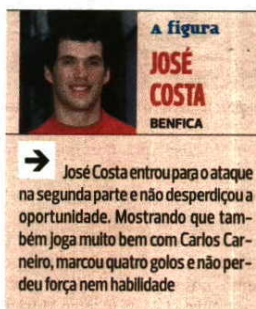 A figura
JOSÉ
COSTA
BENFICA
José Costa entrou para o ataque
na segunda parte e não desperdiçou a
oportunidade. Mostrando que tam-
bém joga muito bem com Carlos Car-
neiro, marcou quatro golos e não per-
deu força nem habilidade